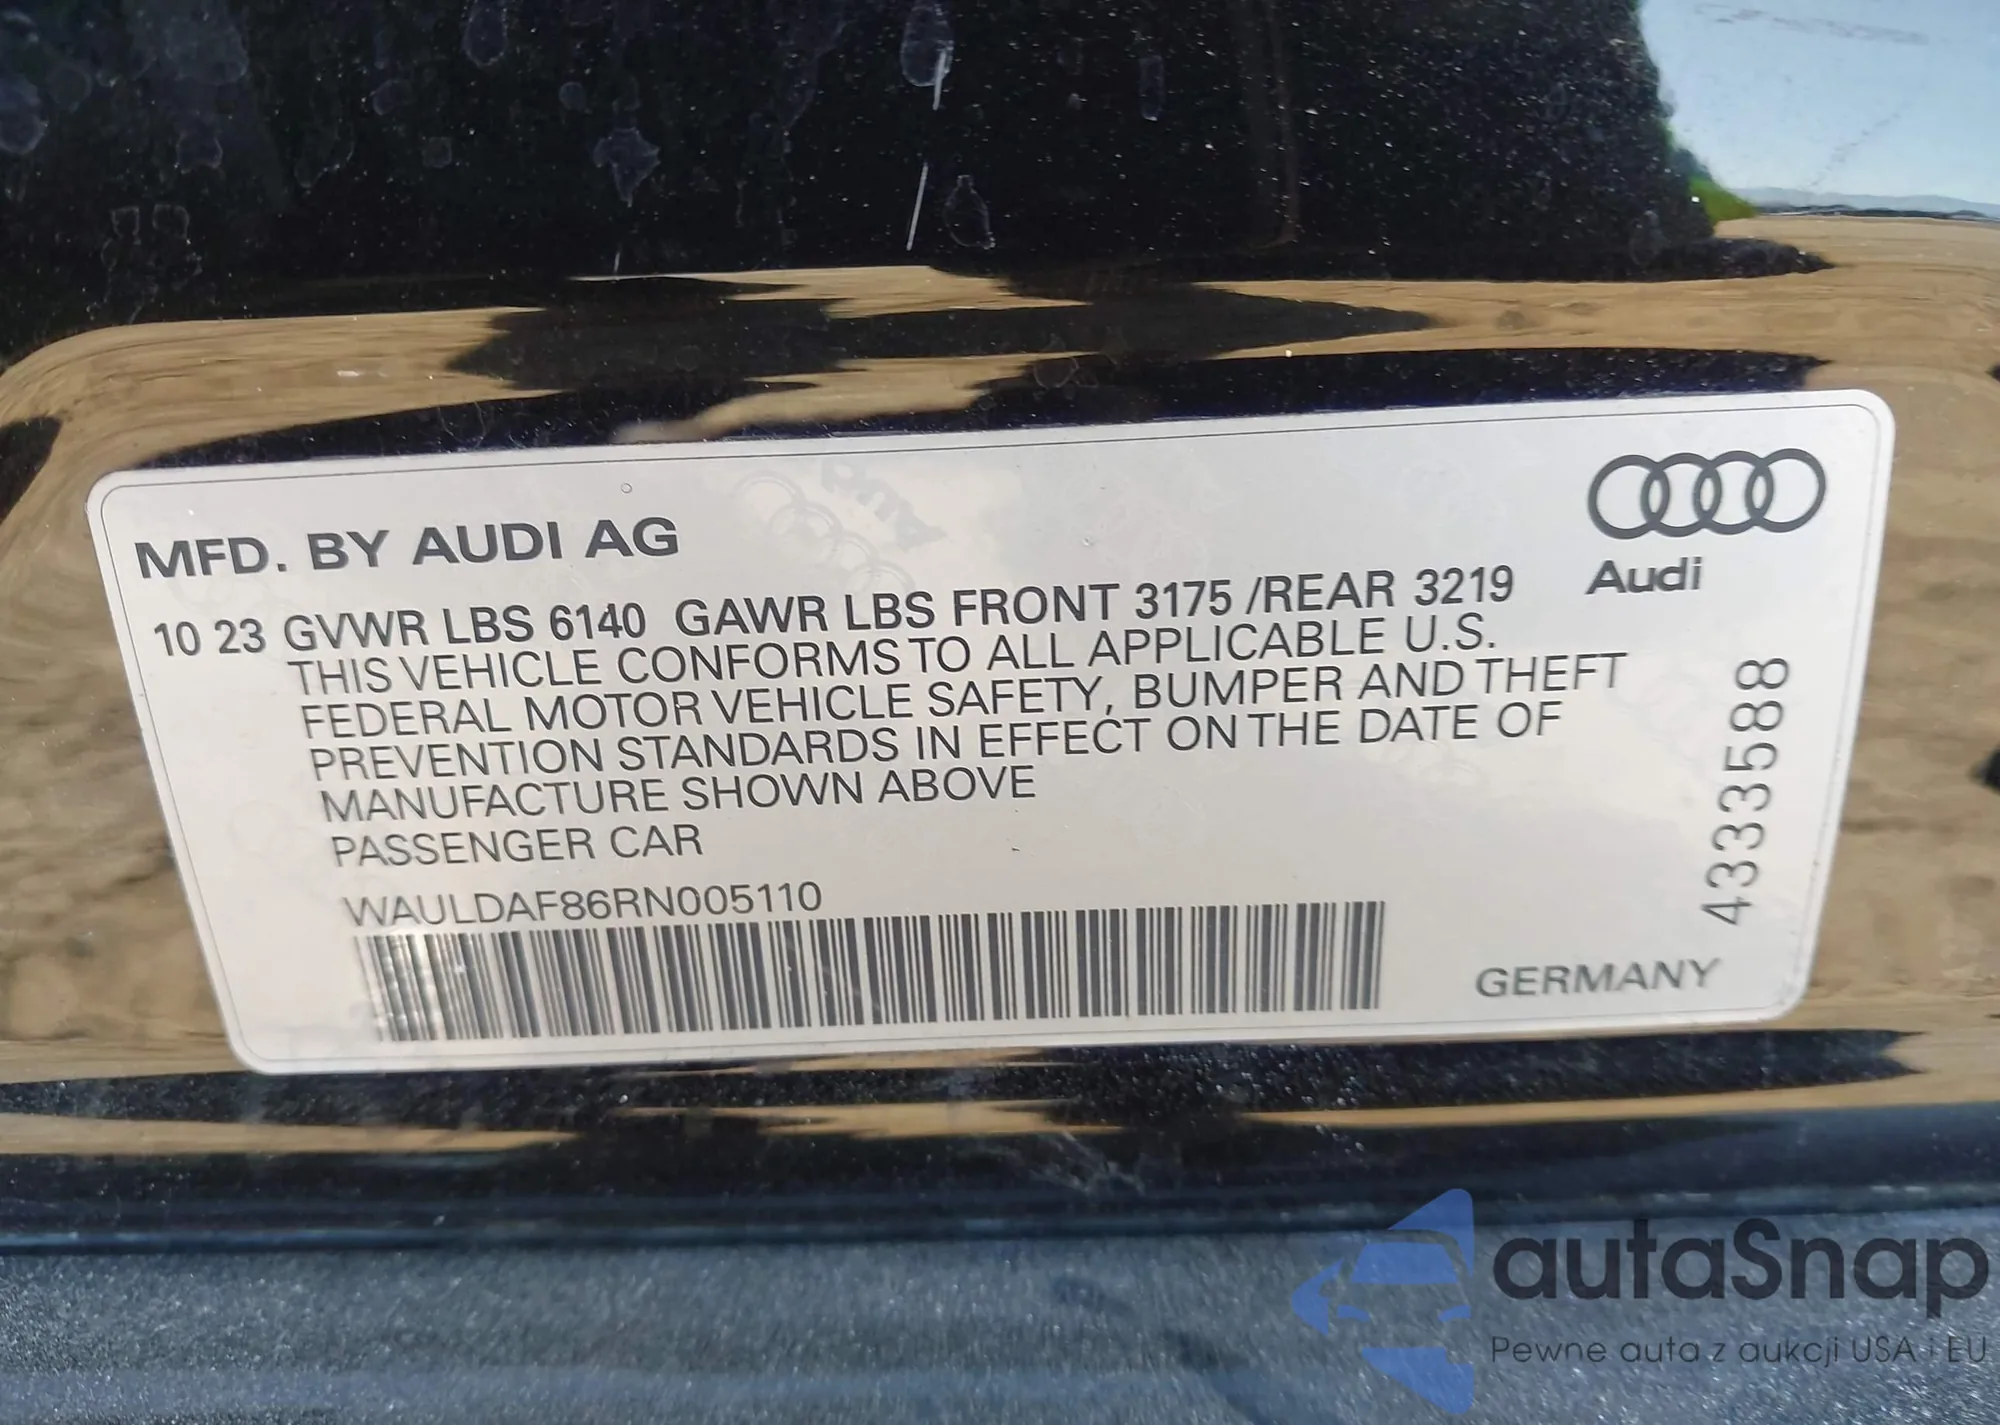 MFD. BY AUDI AG
Audi
10 23 GVWR LBS 6140 GAWR LBS FRONT 3175 /REAR 3219
THIS VEHICLE CONFORMS TO ALL APPLICABLE U.S.
FEDERAL MOTOR VEHICLE SAFETY, BUMPER AND THEFT
PREVENTION STANDARDS IN EFFECT ON THE DATE OF
MANUFACTURE SHOWN ABOVE
PASSENGER CAR
WAULDAF86RN005110
GERMANY
4333588
autaSnap
Pewne auta z aukcji USA i EU